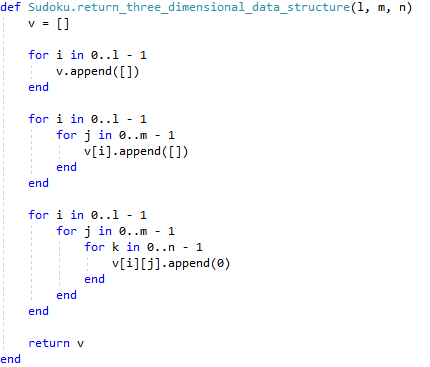 def Sudoku.return_three_dimensional_data_structure(l, m, n)
    v = []

    for i in 0..l - 1
        v.append([])
    end

    for i in 0..l - 1
        for j in 0..m - 1
            v[i].append([])
        end
    end

    for i in 0..l - 1
        for j in 0..m - 1
            for k in 0..n - 1
                v[i][j].append(0)
            end
        end
    end

    return v
end